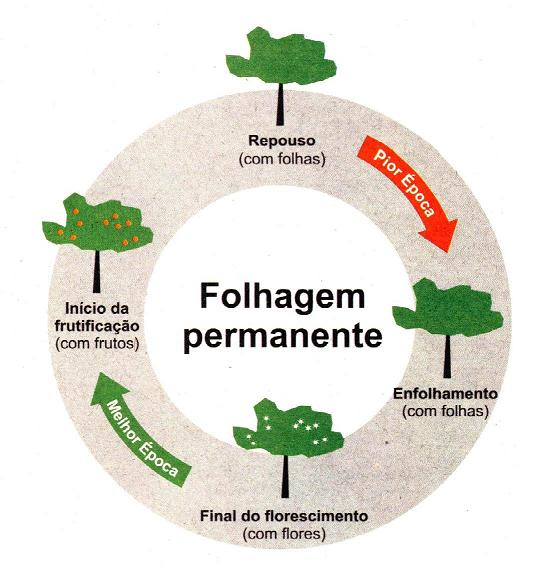 Repouso
(com folhas)
Pior Época
Início da
frutificação
(com frutos)
Folhagem
permanente
Enfolhamento
(com folhas)
Melhor Época
Final do florescimento
(com flores)